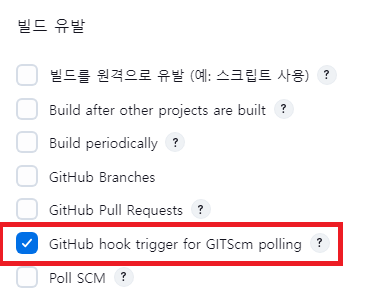 빌드 유발
빌드를 원격으로 유발 (예: 스크립트 사용) ?
Build after other projects are built ?
Build periodically ?
GitHub Branches
GitHub Pull Requests ?
GitHub hook trigger for GITScm polling ?
Poll SCM ?